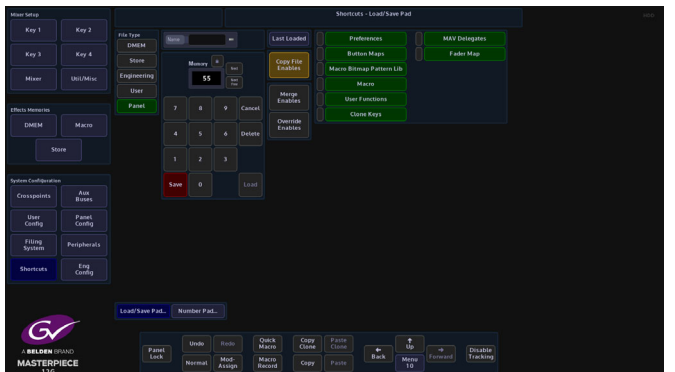 Mixer Setup
Key 1
Key 2
Key 3
Key 4
Mixer
Util/Misc
Effects Memories
DMEM
Macro
Store
System Configuration
Crosspoints
Aux
Buses
User
Config
Panel
Config
Filing
System
Peripherals
Shortcuts
Eng
Config
GV
A BELDEN BRAND
MASTERPIECE
Shortcuts - Load/Save Pad
File Type
DMEM
Store
Engineering
User
Panel
Name
Memory
55
Next
7
8
9
Cancel
4
5
6
Delete
1
2
3
Save
0
Load
Last Loaded
Copy File
Enables
Merge
Enables
Override
Enables
Preferences
MAV Delegates
Button Maps
Fader Map
Macro Bitmap Pattern Lib
Macro
User Functions
Clone Keys
Load/Save Pad...
Number Pad...
Panel
Lock
Undo
Redo
Normal
Mod-
Assign
Quick
Macro
Macro
Record
Copy
Clone
Paste
Clone
Copy
Paste
Back
Up
Menu
10
Forward
Disable
Tracking